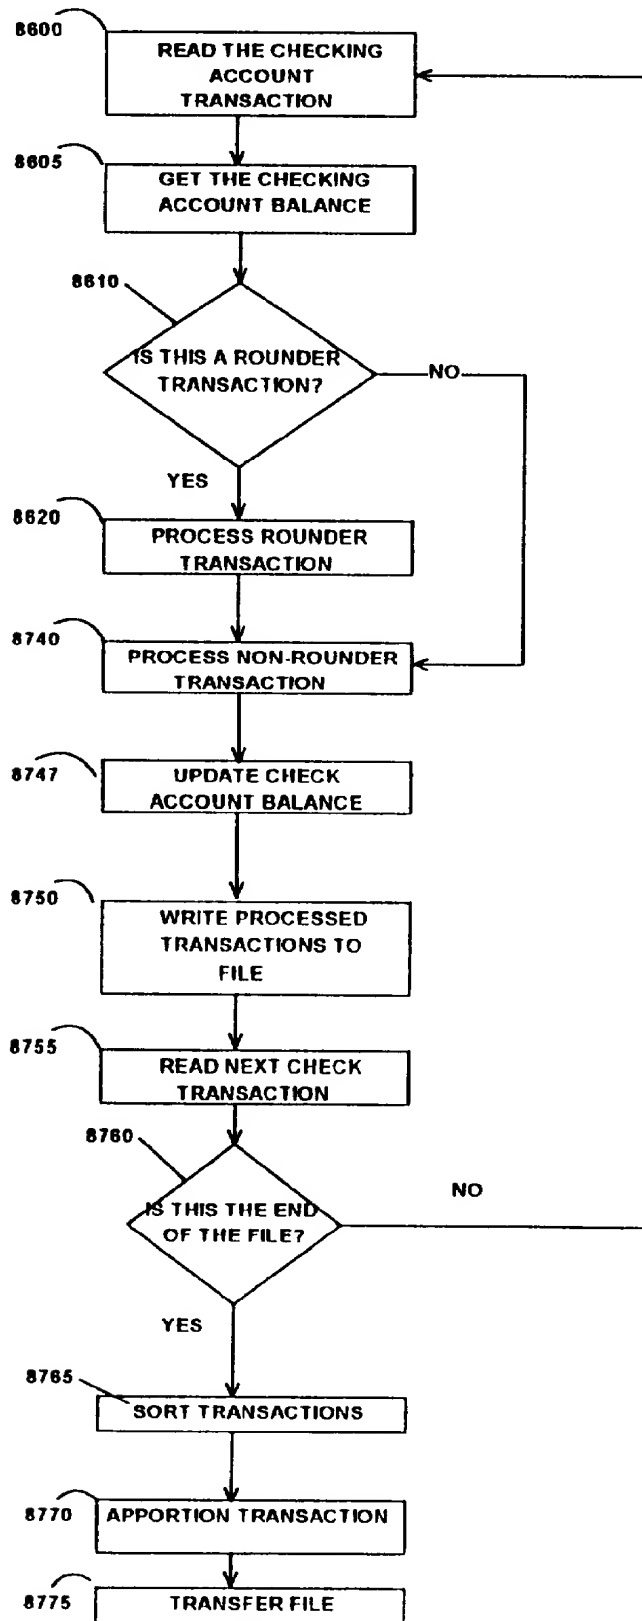 8600
READ THE CHECKING
ACCOUNT
TRANSACTION
8605
GET THE CHECKING
ACCOUNT BALANCE
8610
IS THIS A ROUNDER
TRANSACTION?
NO
YES
8620
PROCESS ROUNDER
TRANSACTION
8740
PROCESS NON-ROUNDER
TRANSACTION
8747
UPDATE CHECK
ACCOUNT BALANCE
8750
WRITE PROCESSED
TRANSACTIONS TO
FILE
8755
READ NEXT CHECK
TRANSACTION
8760
IS THIS THE END
OF THE FILE?
NO
YES
8765
SORT TRANSACTIONS
8770
APPORTION TRANSACTION
8775
TRANSFER FILE